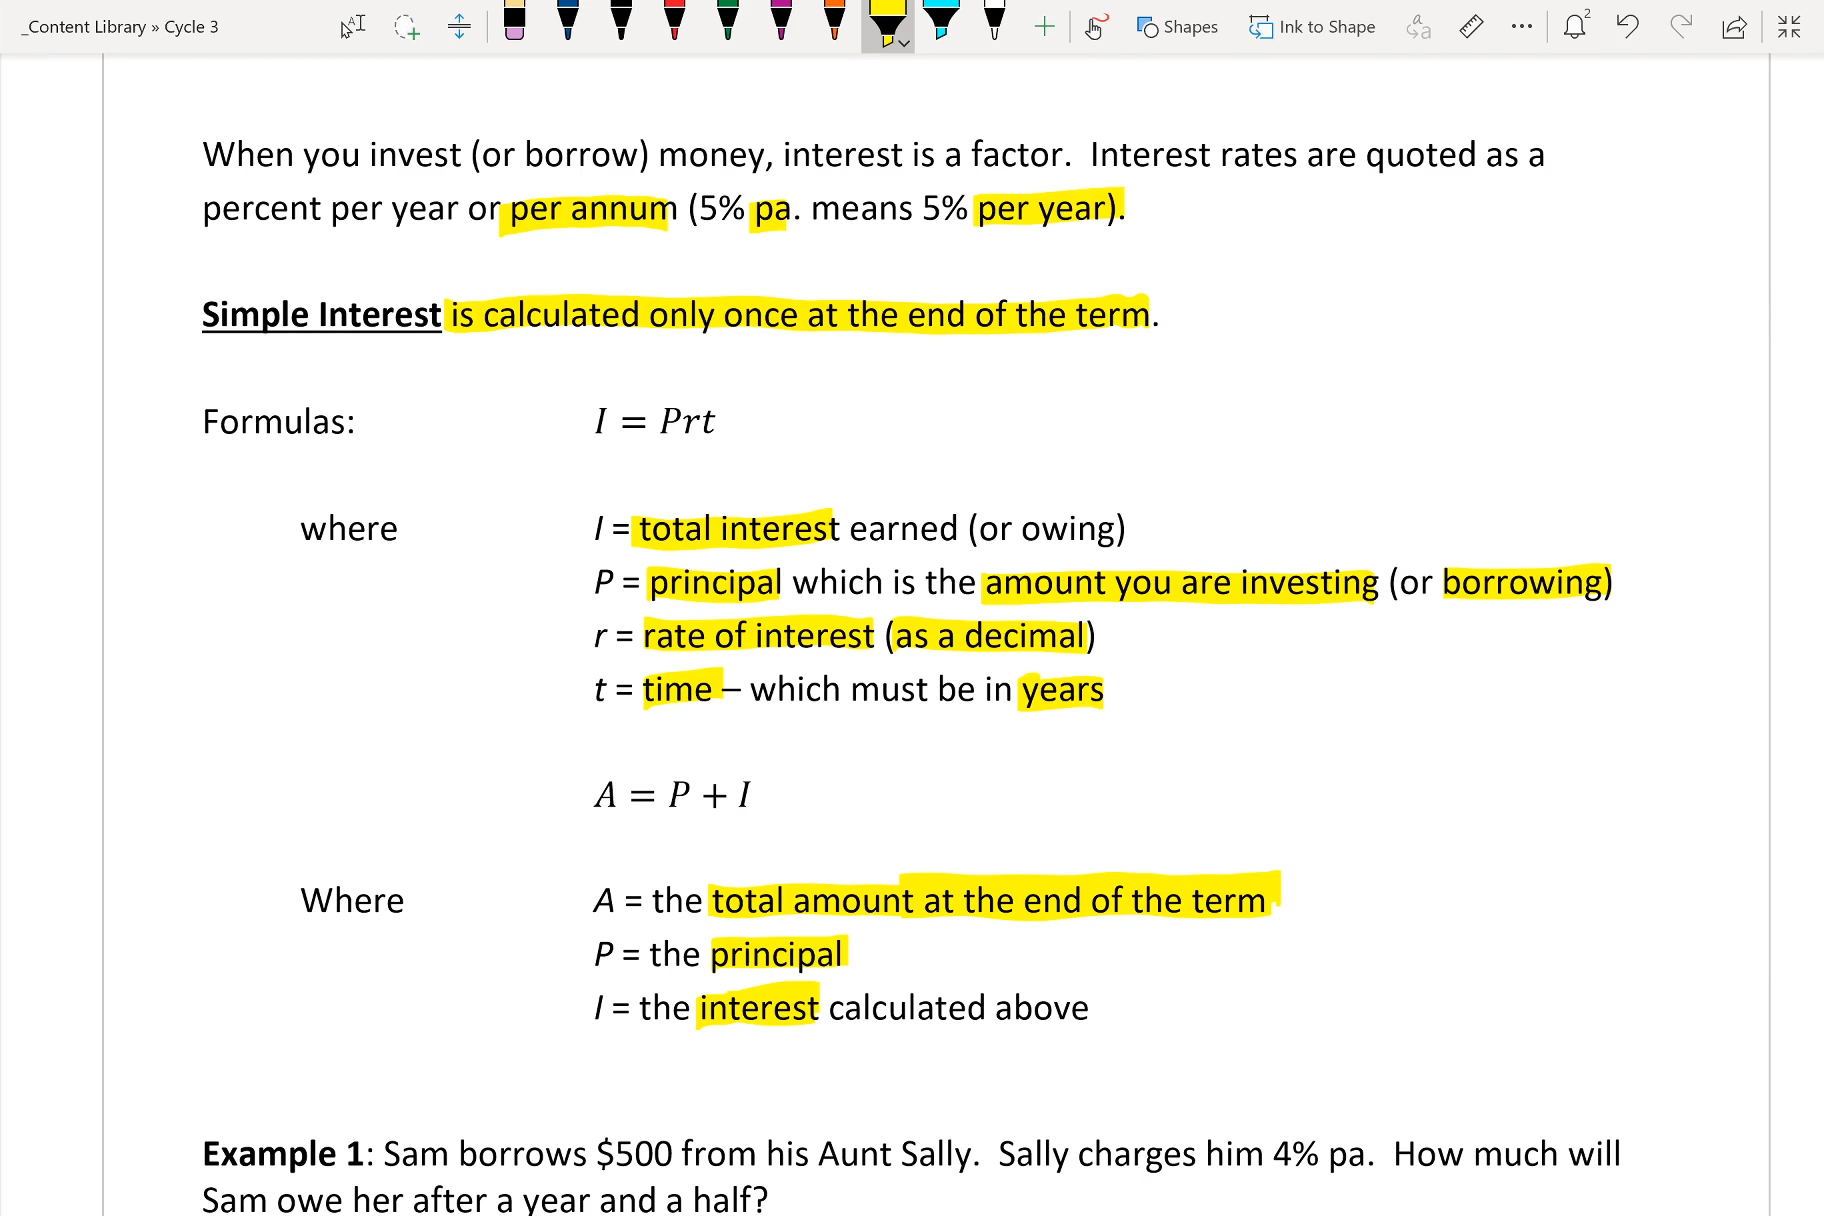 _Content Library » Cycle 3 Shapes Ink to Shape 2
When you invest (or borrow) money, interest is a factor. Interest rates are quoted as a
percent per year or per annum (5% pa. means 5% per year).
Simple Interest is calculated only once at the end of the term.
Formulas: I = Prt
where I = total interest earned (or owing)
P = principal which is the amount you are investing (or borrowing)
r = rate of interest (as a decimal)
t = time – which must be in years
A = P + I
Where A = the total amount at the end of the term
P = the principal
I = the interest calculated above
Example 1: Sam borrows $500 from his Aunt Sally. Sally charges him 4% pa. How much will
Sam owe her after a year and a half?